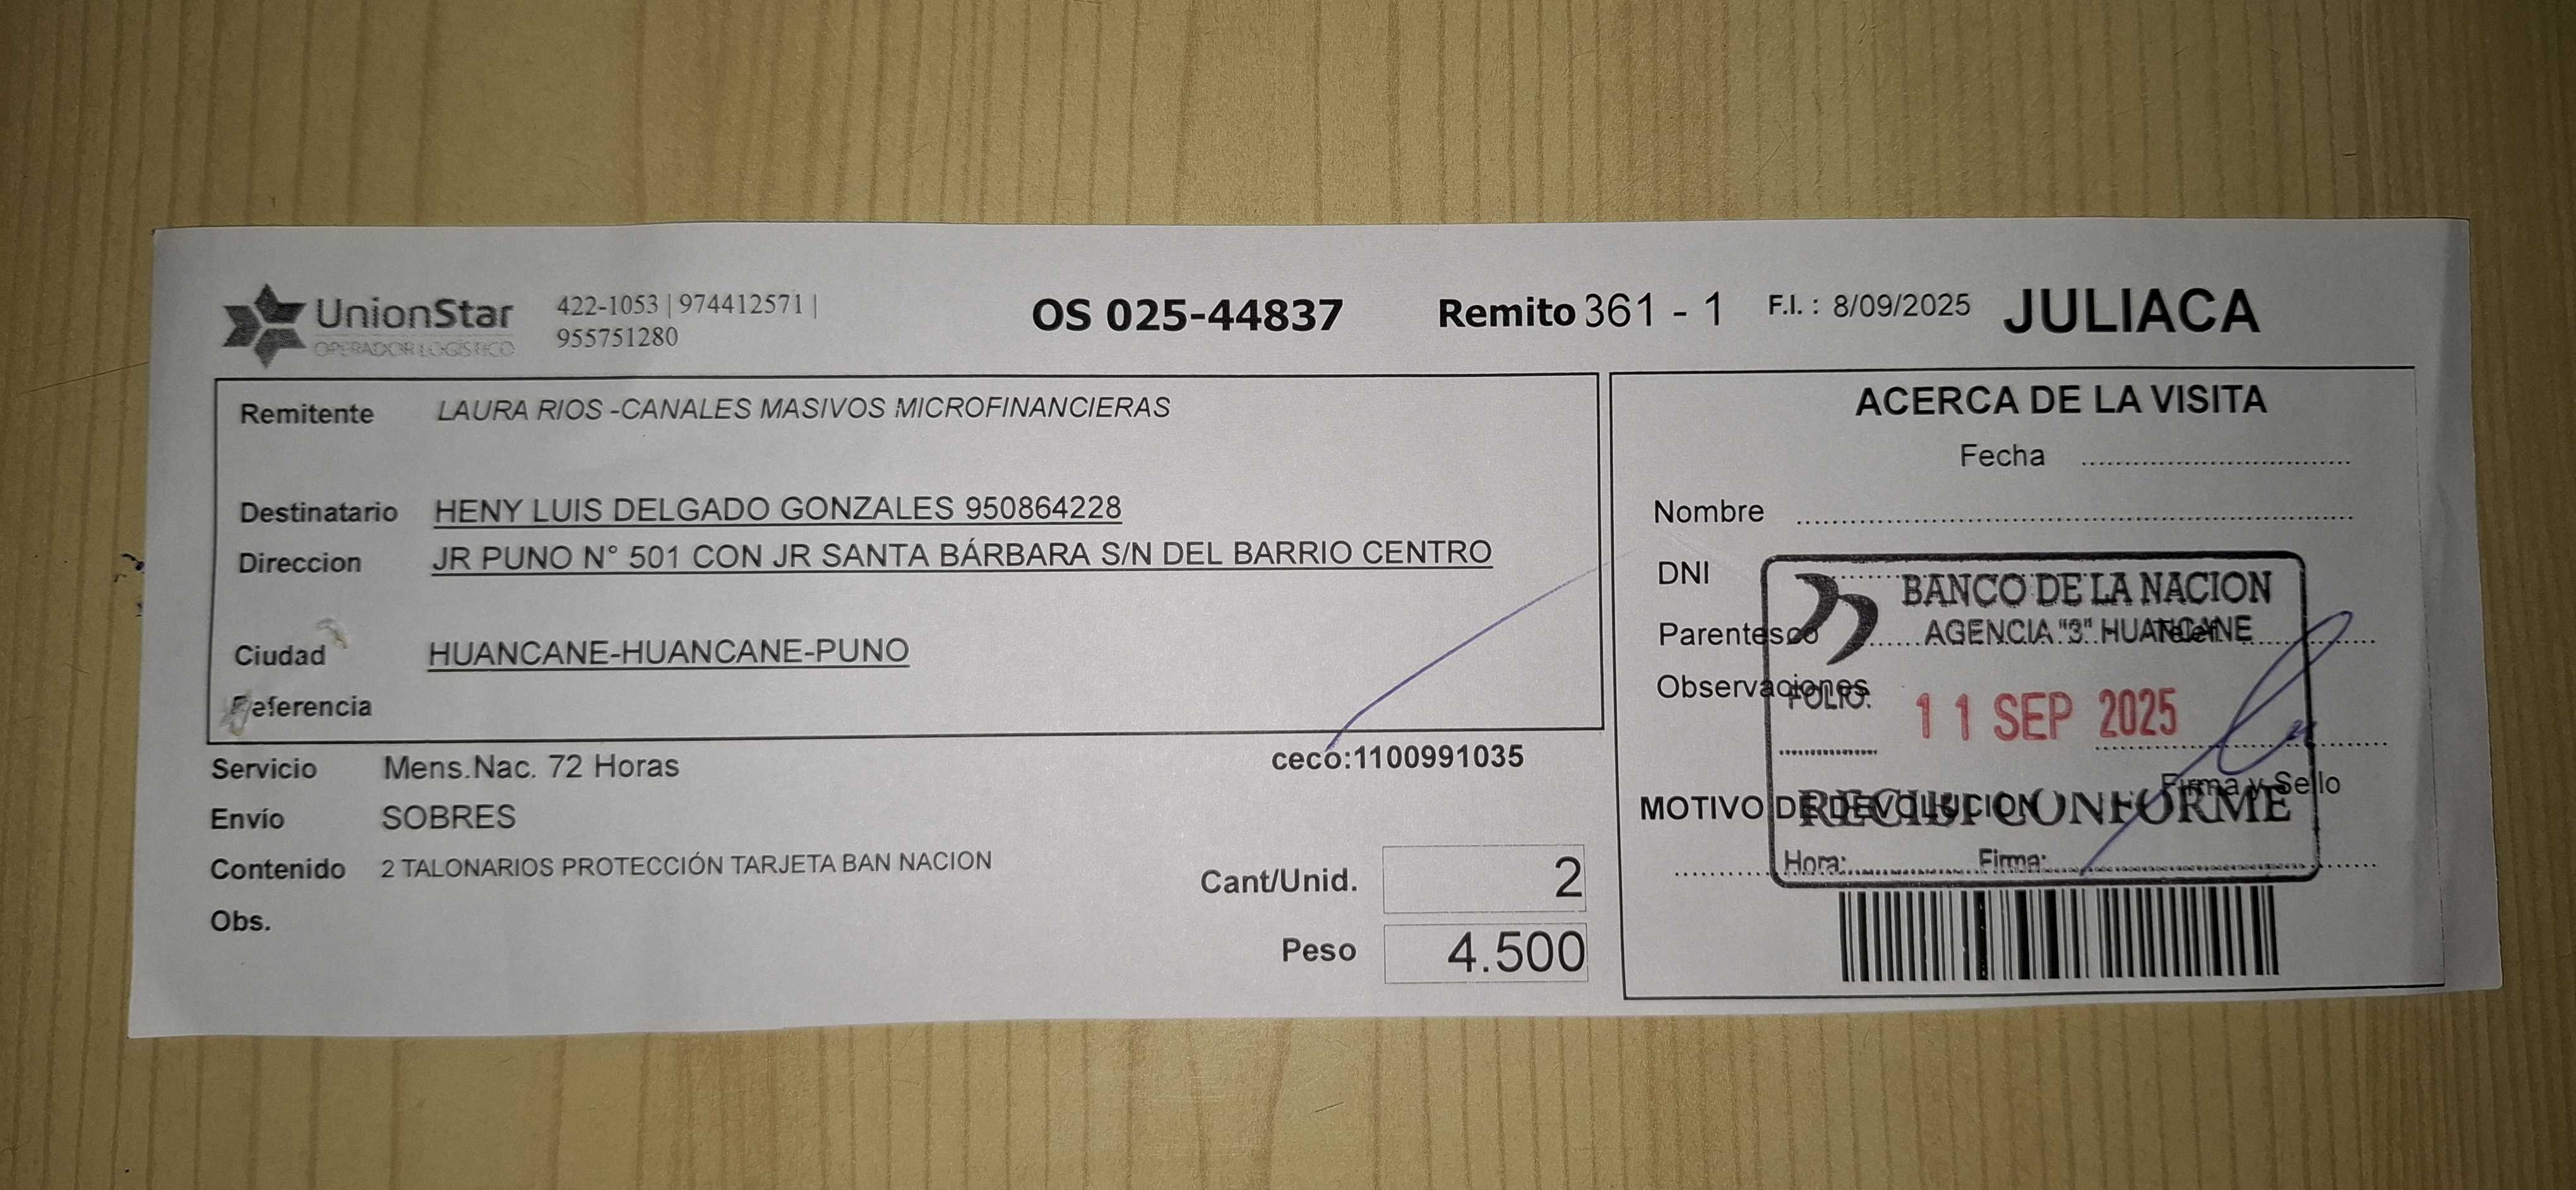 UnionStar
OPERADOR LOGÍSTICO
422-1053 | 974412571 |
955751280
OS 025-44837
Remito 361 - 1
F.I. : 8/09/2025
JULIACA
Remitente LAURA RIOS -CANALES MASIVOS MICROFINANCIERAS
Destinatario HENY LUIS DELGADO GONZALES 950864228
Direccion JR PUNO N° 501 CON JR SANTA BÁRBARA S/N DEL BARRIO CENTRO
Ciudad HUANCANE-HUANCANE-PUNO
Referencia
ceco:1100991035
Servicio Mens.Nac. 72 Horas
Envío SOBRES
Contenido 2 TALONARIOS PROTECCIÓN TARJETA BAN NACION
Obs.
Cant/Unid. 2
Peso 4.500
ACERCA DE LA VISITA
Fecha
Nombre
DNI
Parentesco
Telef.
Observaciones
Firma y Sello
MOTIVO DE DEVOLUCION
BANCO DE LA NACION
AGENCIA "3" HUANCANE
FOLIO:
11 SEP 2025
RECIBI CONFORME
Hora: Firma: